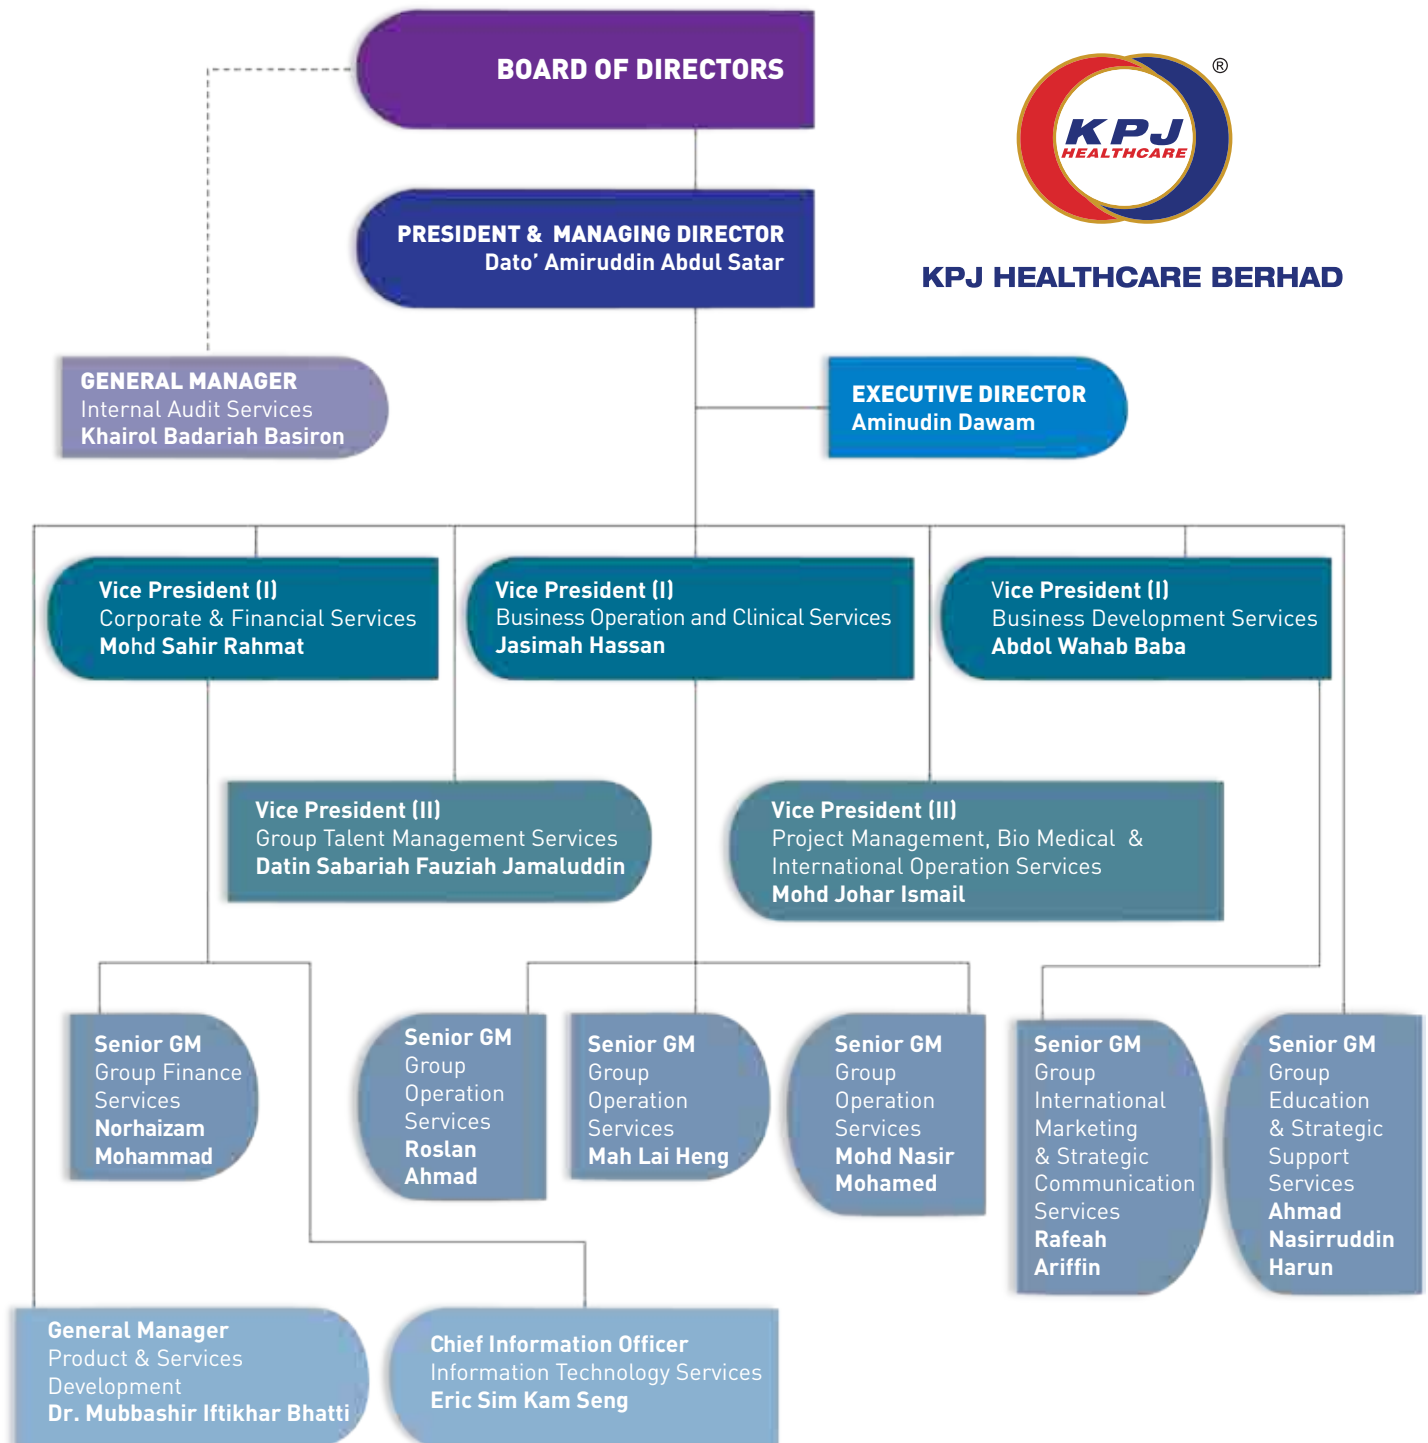 BOARD OF DIRECTORS
®
KPJ
HEALTHCARE
KPJ HEALTHCARE BERHAD
PRESIDENT & MANAGING DIRECTOR
Dato’ Amiruddin Abdul Satar
GENERAL MANAGER
Internal Audit Services
Khairol Badariah Basiron
EXECUTIVE DIRECTOR
Aminudin Dawam
Vice President (I)
Corporate & Financial Services
Mohd Sahir Rahmat
Vice President (I)
Business Operation and Clinical Services
Jasimah Hassan
Vice President (I)
Business Development Services
Abdol Wahab Baba
Vice President (II)
Group Talent Management Services
Datin Sabariah Fauziah Jamaluddin
Vice President (II)
Project Management, Bio Medical &
International Operation Services
Mohd Johar Ismail
Senior GM
Group Finance
Services
Norhaizam
Mohammad
Senior GM
Group
Operation
Services
Roslan
Ahmad
Senior GM
Group
Operation
Services
Mah Lai Heng
Senior GM
Group
Operation
Services
Mohd Nasir
Mohamed
Senior GM
Group
International
Marketing
& Strategic
Communication
Services
Rafeah
Ariffin
Senior GM
Group
Education
& Strategic
Support
Services
Ahmad
Nasirruddin
Harun
General Manager
Product & Services
Development
Dr. Mubbashir Iftikhar Bhatti
Chief Information Officer
Information Technology Services
Eric Sim Kam Seng